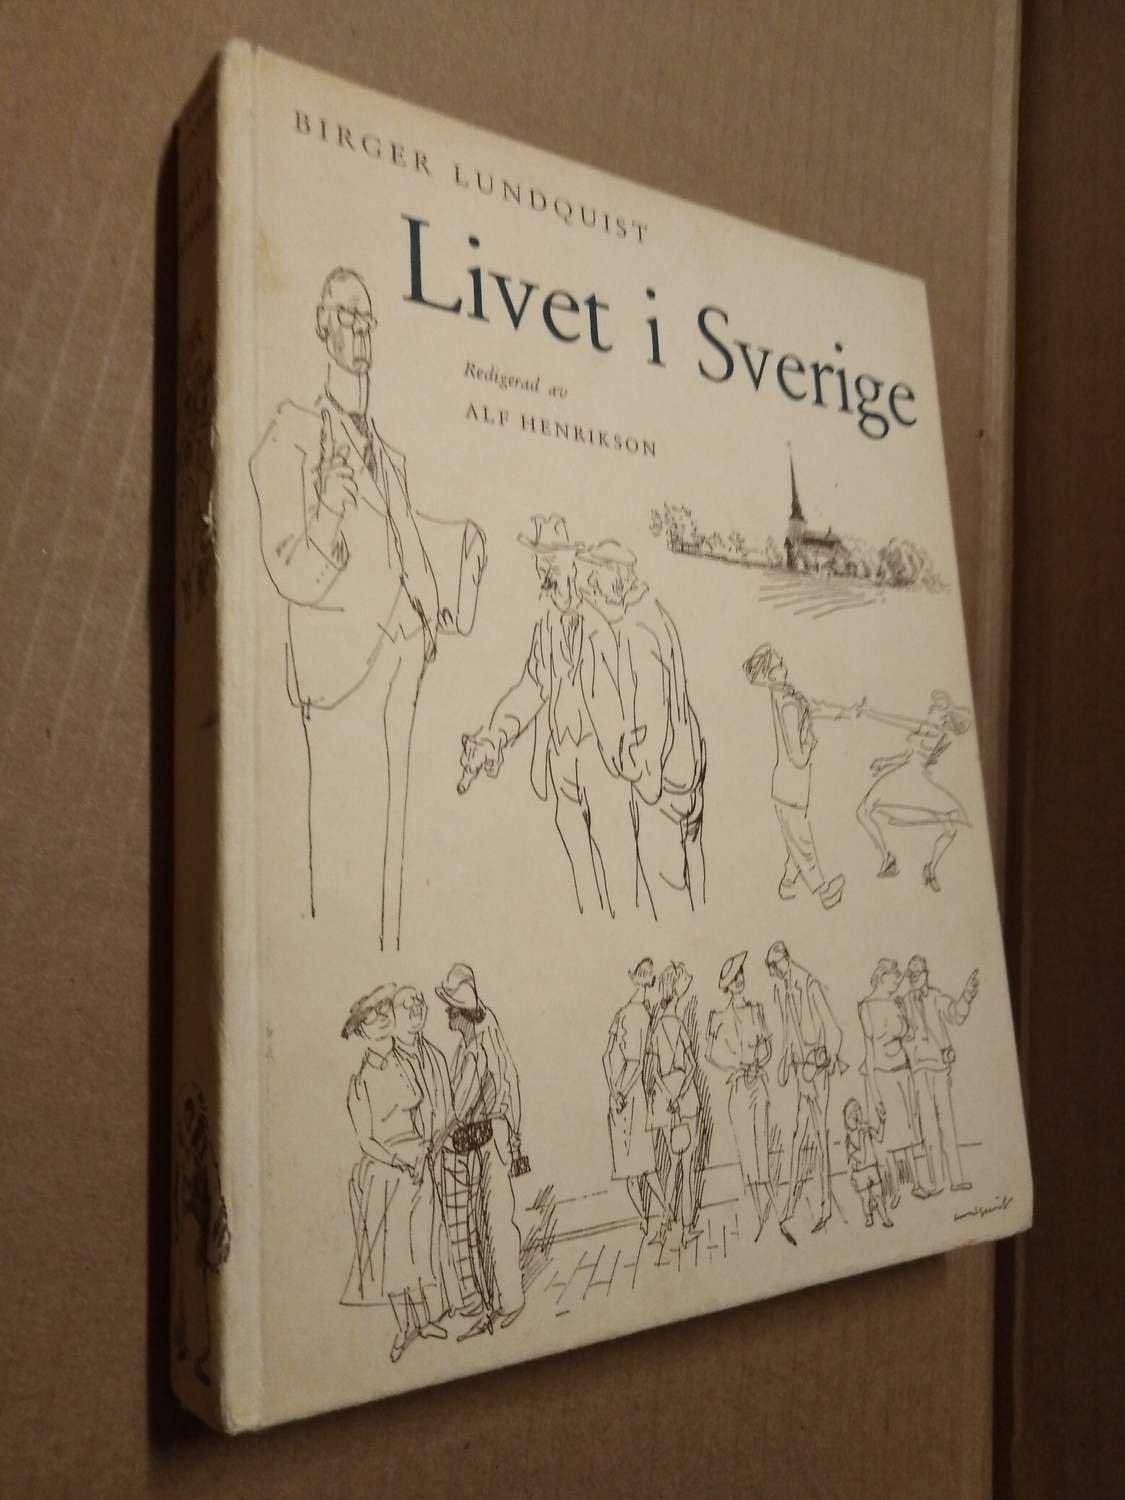 BIRGER LUNDQUIST
Livet i Sverige
Redigerad av
ALF HENRIKSON